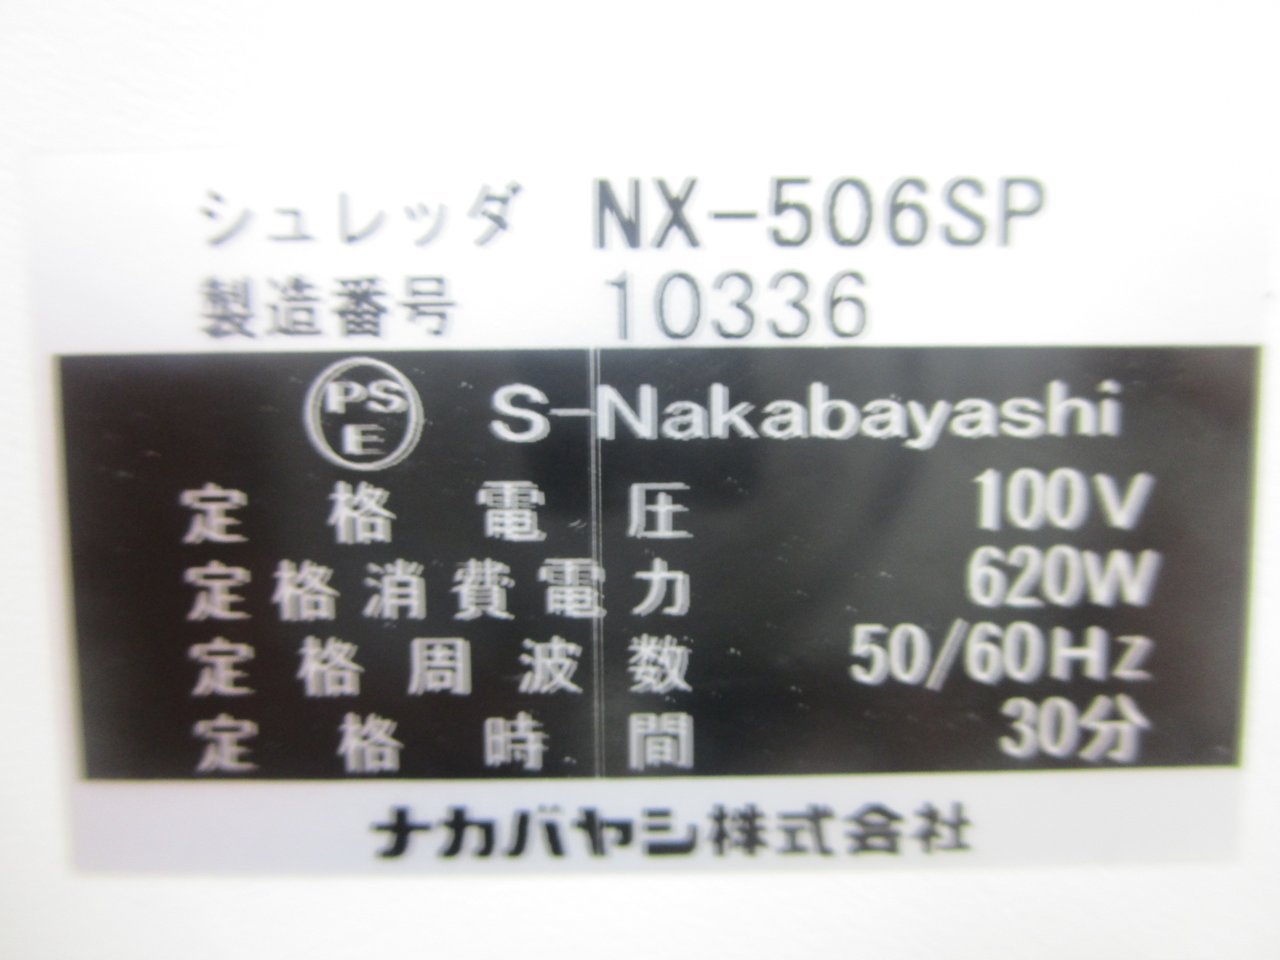 シュレッダ NX-506SP
製造番号 10336
PS
E
S-Nakabayashi
定格電圧 100V
定格消費電力 620W
定格周波数 50/60Hz
定格時間 30分
ナカバヤシ株式会社